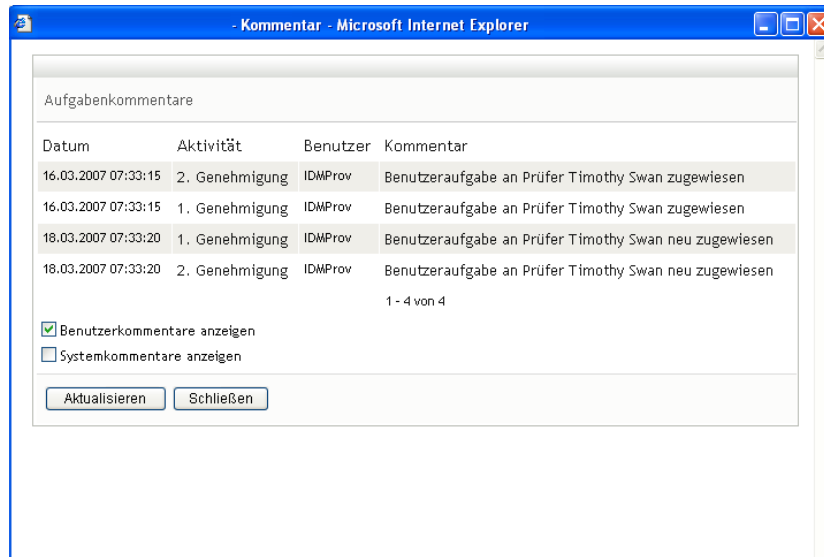 - Kommentar - Microsoft Internet Explorer
Aufgabenkommentare
Datum Aktivität Benutzer Kommentar
16.03.2007 07:33:15 2. Genehmigung IDMProv Benutzeraufgabe an Prüfer Timothy Swan zugewiesen
16.03.2007 07:33:15 1. Genehmigung IDMProv Benutzeraufgabe an Prüfer Timothy Swan zugewiesen
18.03.2007 07:33:20 1. Genehmigung IDMProv Benutzeraufgabe an Prüfer Timothy Swan neu zugewiesen
18.03.2007 07:33:20 2. Genehmigung IDMProv Benutzeraufgabe an Prüfer Timothy Swan neu zugewiesen
1 - 4 von 4
Benutzerkommentare anzeigen
Systemkommentare anzeigen
Aktualisieren Schließen